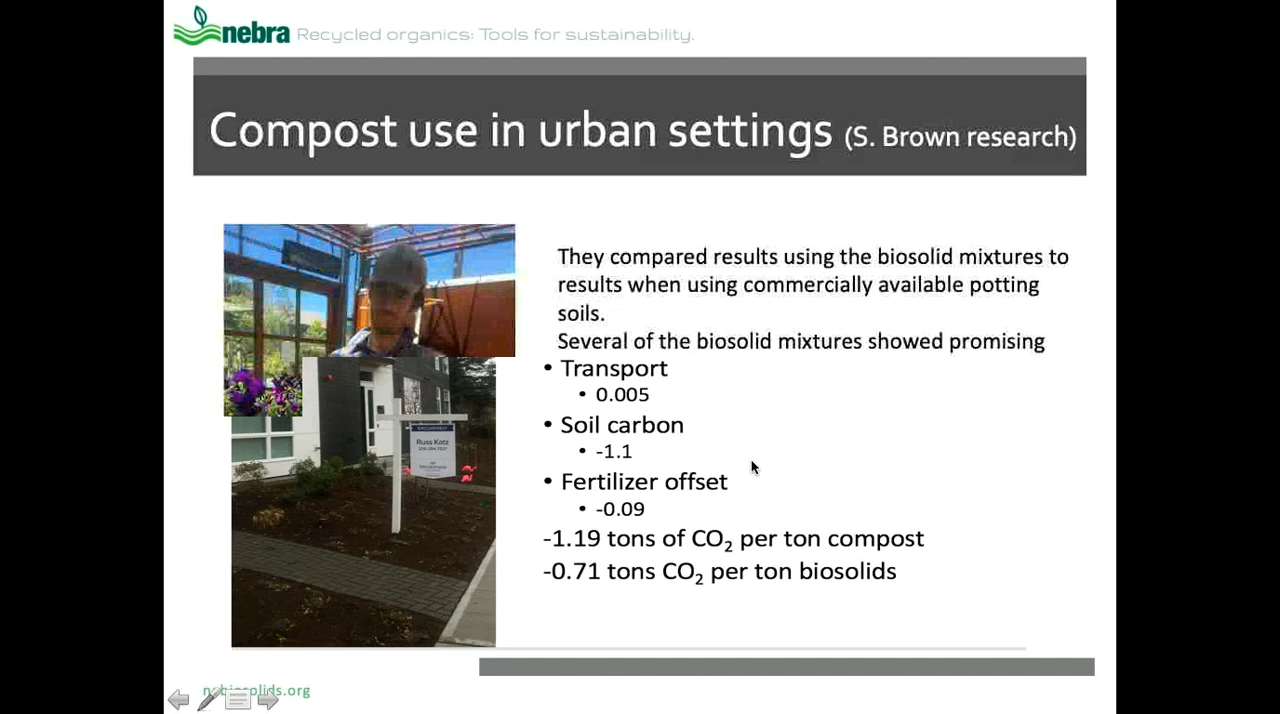 nebra Recycled organics: Tools for sustainability.
Compost use in urban settings (S. Brown research)
They compared results using the biosolid mixtures to
results when using commercially available potting
soils.
Several of the biosolid mixtures showed promising
• Transport
• 0.005
• Soil carbon
• -1.1
• Fertilizer offset
• -0.09
-1.19 tons of CO₂ per ton compost
-0.71 tons CO₂ per ton biosolids
EXCLUSIVELY
Russ Katz